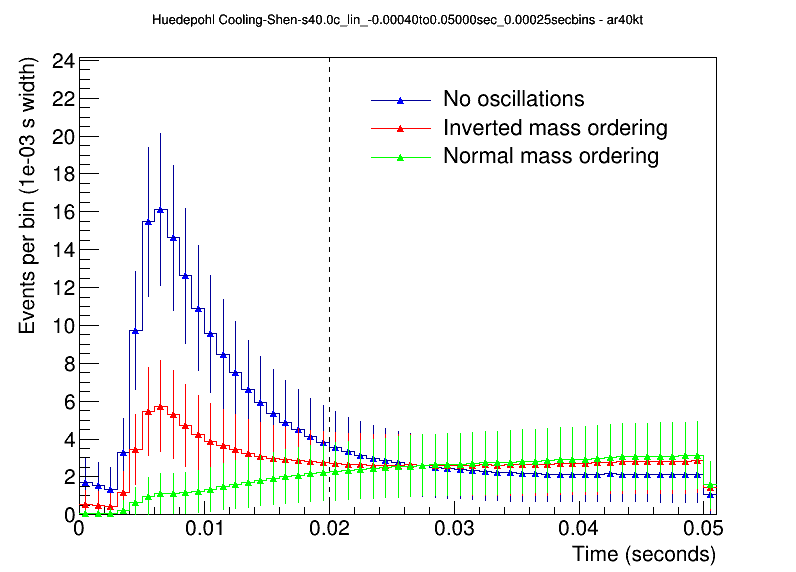 Huedepohl Cooling-Shen-s40.0c_lin_-0.00040to0.05000sec_0.00025secbins - ar40kt
Events per bin (1e-03 s width)
24
22
20
18
16
14
12
10
8
6
4
2
0
No oscillations
Inverted mass ordering
Normal mass ordering
0 0.01 0.02 0.03 0.04 0.05
Time (seconds)